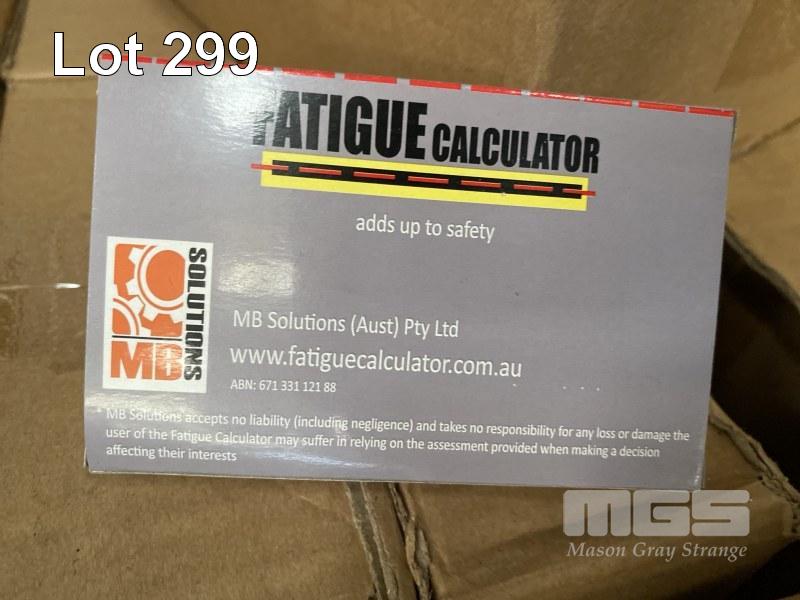 Lot 299
FATIGUE CALCULATOR
adds up to safety
MB SOLUTIONS
MB Solutions (Aust) Pty Ltd
www.fatiguecalculator.com.au
ABN: 671 331 121 88
* MB Solutions accepts no liability (including negligence) and takes no responsibility for any loss or damage the
user of the Fatigue Calculator may suffer in relying on the assessment provided when making a decision
affecting their interests
MGS
Mason Gray Strange